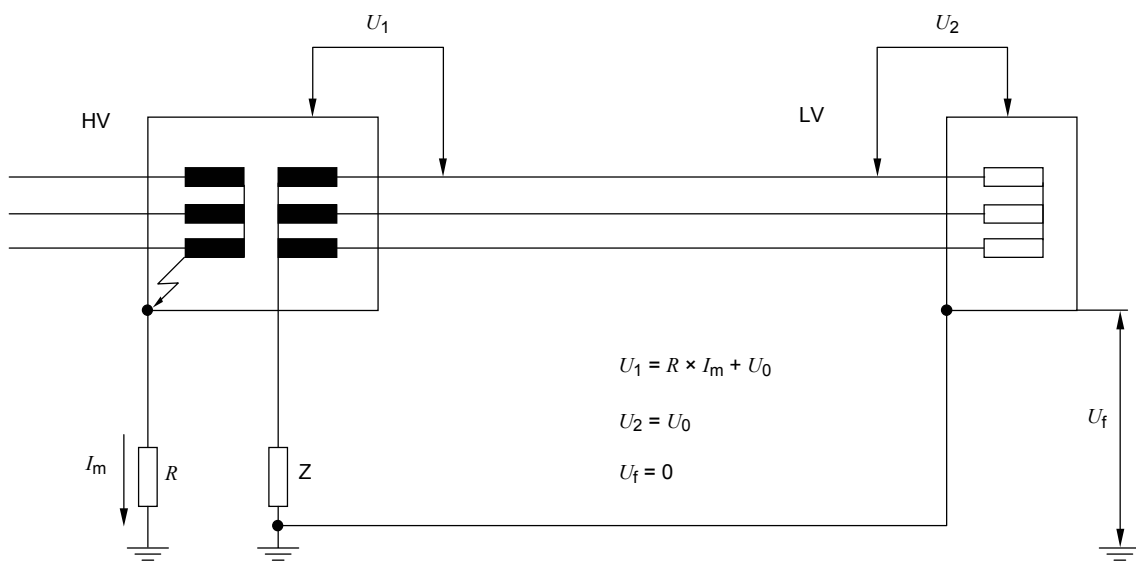 U1
U2
HV
LV
U1 = R × Im + U0
U2 = U0
Uf
Im
R
Z
Uf = 0